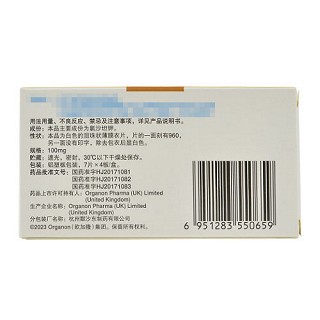 用法用量、不良反应、禁忌及注意事项，详见产品说明书。
成份：本品主要成份为氯沙坦钾。
性状：本品为白色的泪珠状薄膜衣片，片的一面刻有960，
另一面没有印字，除去包衣后显白色。
规格：100mg
贮藏：遮光，密封，30℃以下干燥处保存。
包装：铝塑板包装，7片×4板/盒。
药品批准文号：国药准字HJ20171081
国药准字HJ20171082
国药准字HJ20171083
药品上市许可持有人：Organon Pharma (UK) Limited
(United Kingdom)
生产企业名称：Organon Pharma (UK) Limited
(United Kingdom)
分包装厂：杭州默沙东制药有限公司
©2023 Organon（欧加隆）集团。保留所有权利。
6 951283 550659